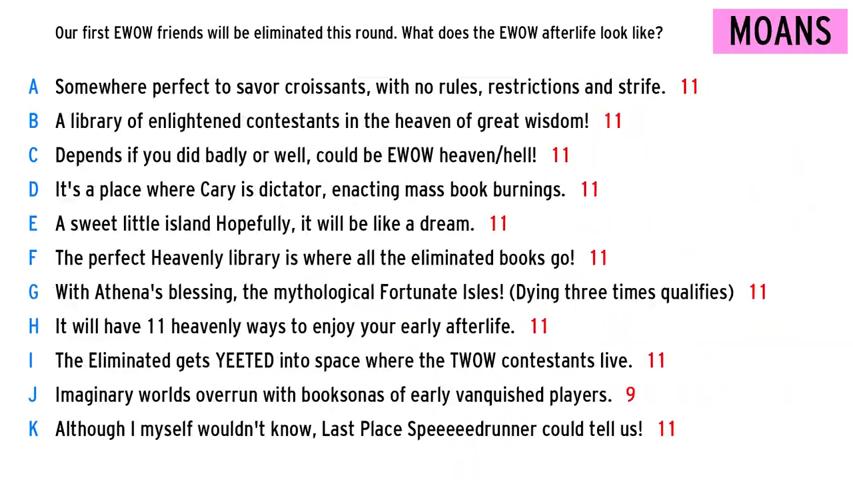 Our first EWOW friends will be eliminated this round. What does the EWOW afterlife look like?
MOANS
A Somewhere perfect to savor croissants, with no rules, restrictions and strife. 11
B A library of enlightened contestants in the heaven of great wisdom! 11
C Depends if you did badly or well, could be EWOW heaven/hell! 11
D It's a place where Cary is dictator, enacting mass book burnings. 11
E A sweet little island Hopefully, it will be like a dream. 11
F The perfect Heavenly library is where all the eliminated books go! 11
G With Athena's blessing, the mythological Fortunate Isles! (Dying three times qualifies) 11
H It will have 11 heavenly ways to enjoy your early afterlife. 11
I The Eliminated gets YEETED into space where the TWOW contestants live. 11
J Imaginary worlds overrun with booksonas of early vanquished players. 9
K Although I myself wouldn't know, Last Place Speeeeedrunner could tell us! 11